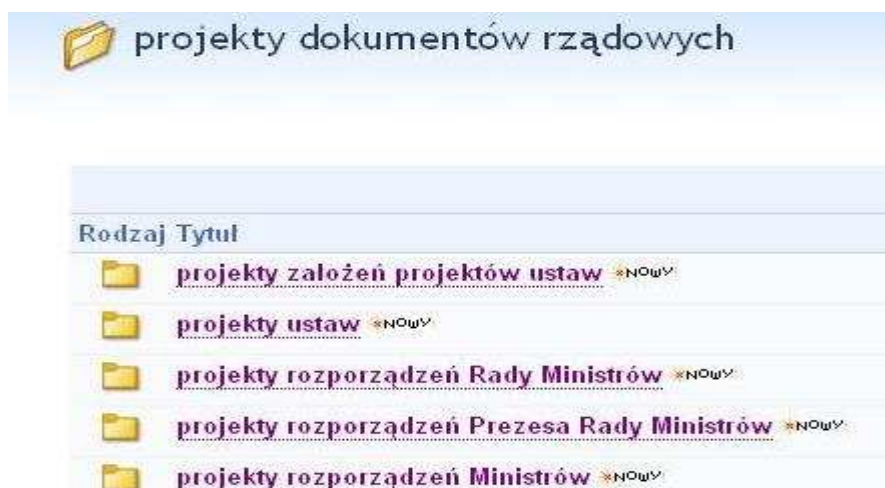 projekty dokumentów rządowych
Rodzaj Tytuł
projekty założeń projektów ustaw *NOWY
projekty ustaw *NOWY
projekty rozporządzeń Rady Ministrów *NOWY
projekty rozporządzeń Prezesa Rady Ministrów *NOWY
projekty rozporządzeń Ministrów *NOWY